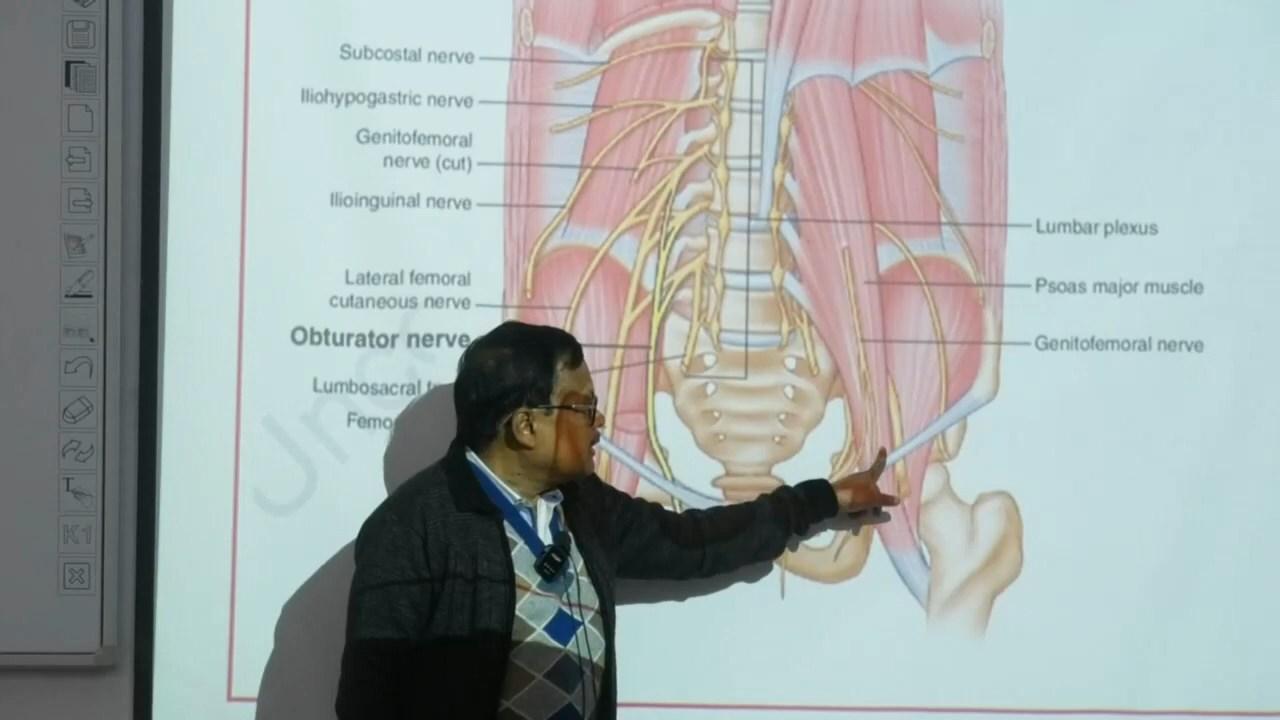 Subcostal nerve
Iliohypogastric nerve
Genitofemoral
nerve (cut)
Ilioinguinal nerve
Lateral femoral
cutaneous nerve
Obturator nerve
Lumbosacral
Lumbar plexus
Psoas major muscle
Genitofemoral nerve
T
K1